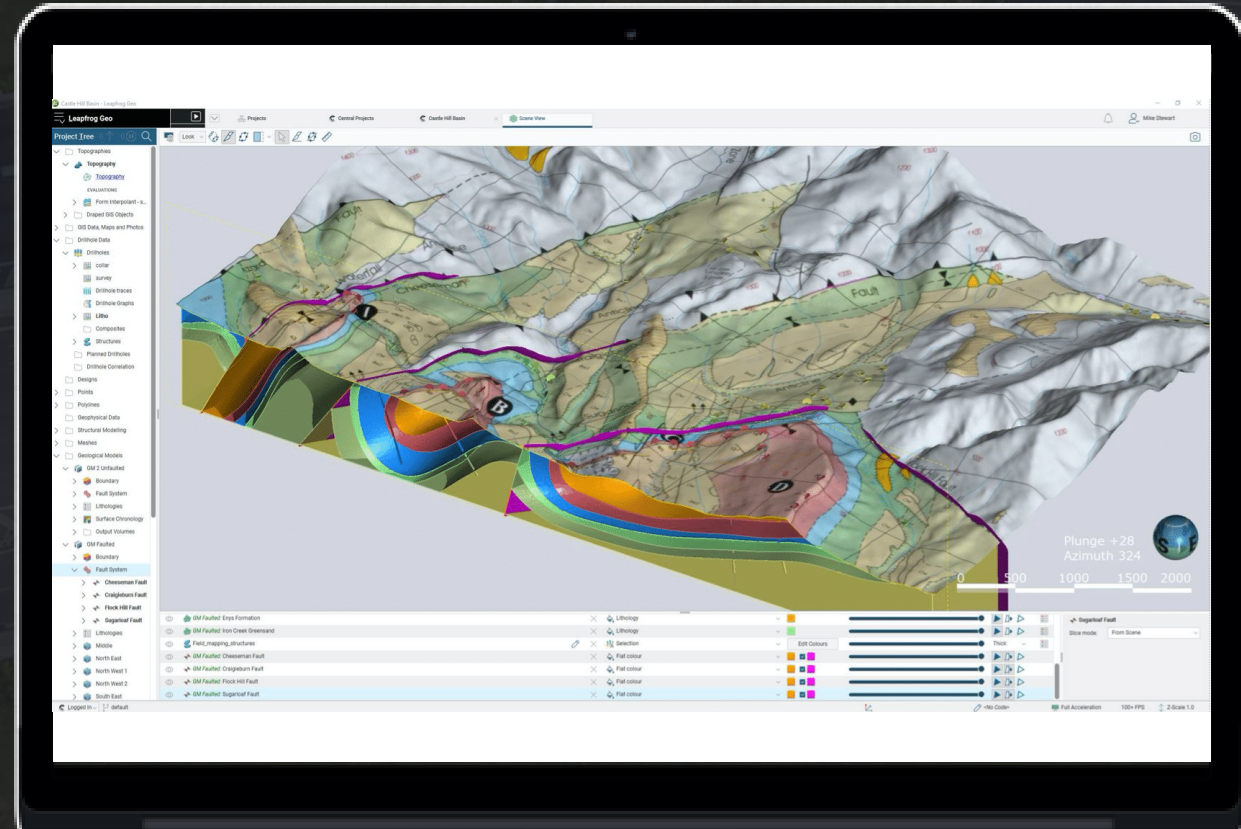 Castle Hill Basin - Leapfrog Geo
Leapfrog Geo
Projects
Central Projects
Castle Hill Basin
Scene View
Mike Stewart
Project Tree
Look
Topographies
Topography
Topography
EVALUATIONS
Form Interpolant - s...
Draped GIS Objects
GIS Data, Maps and Photos
Drillhole Data
Drillholes
collar
survey
Drillhole traces
Drillhole Graphs
Litho
Composites
Structures
Planned Drillholes
Drillhole Correlation
Designs
Points
Polylines
Geophysical Data
Structural Modelling
Meshes
Geological Models
GM 2 Unfaulted
Boundary
Fault System
Lithologies
Surface Chronology
Output Volumes
GM Faulted
Boundary
Fault System
Cheeseman Fault
Craigieburn Fault
Flock Hill Fault
Sugarloaf Fault
Lithologies
Middle
North East
North West 1
North West 2
South East
Fault
Cheeseman
Fault
Anticline
B
D
1200
Plunge +28
Azimuth 324
0 500 1000 1500 2000
S E
GM Faulted: Enys Formation
Lithology
GM Faulted: Iron Creek Greensand
Lithology
Field_mapping_structures
Selection
Edit Colours
Thick
GM Faulted: Cheeseman Fault
Flat colour
GM Faulted: Craigieburn Fault
Flat colour
GM Faulted: Flock Hill Fault
Flat colour
GM Faulted: Sugarloaf Fault
Flat colour
Sugarloaf Fault
Slice mode: From Scene
Logged in
default
<No Code>
Full Acceleration
100+ FPS
Z-Scale 1.0